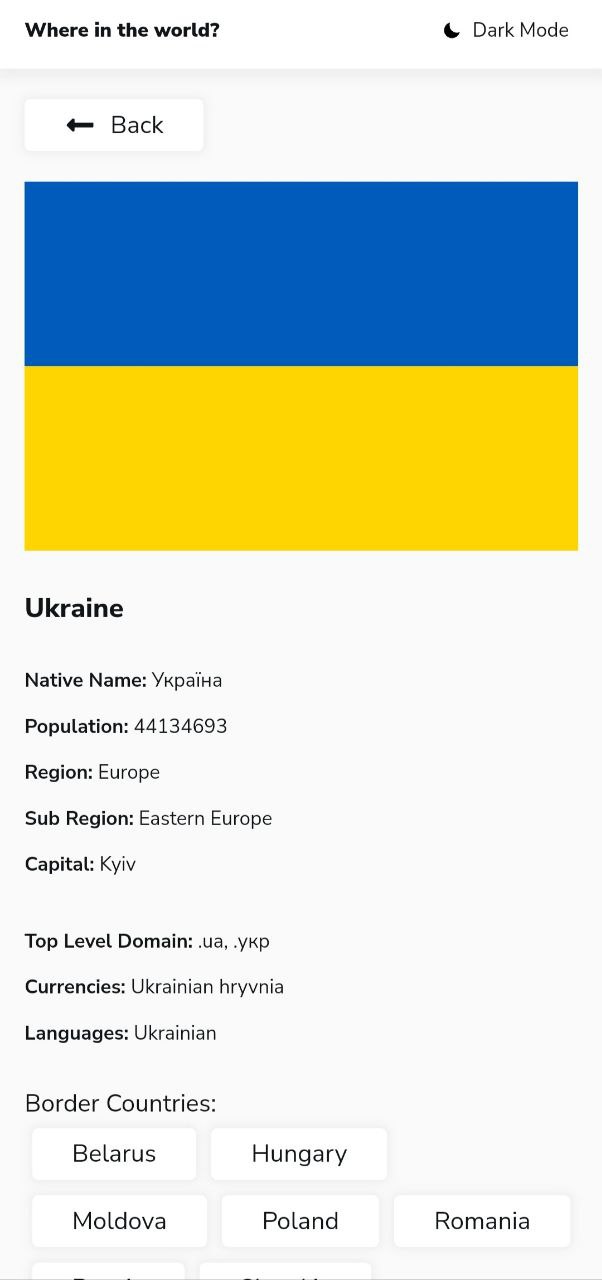 Where in the world? Dark Mode
Back
Ukraine
Native Name: Україна
Population: 44134693
Region: Europe
Sub Region: Eastern Europe
Capital: Kyiv
Top Level Domain: .ua, .укр
Currencies: Ukrainian hryvnia
Languages: Ukrainian
Border Countries:
Belarus Hungary
Moldova Poland Romania